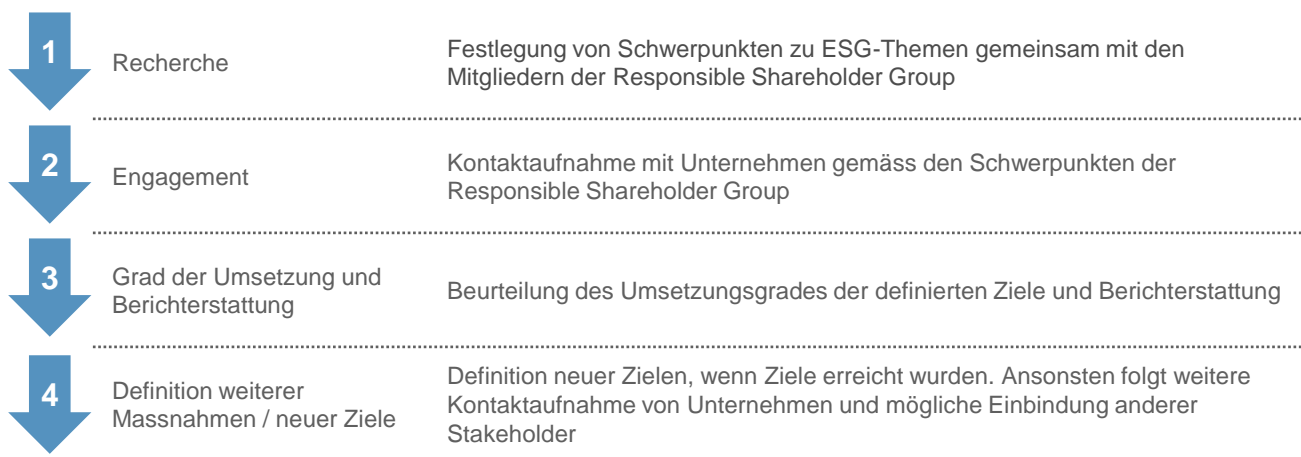 1
Recherche
Festlegung von Schwerpunkten zu ESG-Themen gemeinsam mit den
Mitgliedern der Responsible Shareholder Group
2
Engagement
Kontaktaufnahme mit Unternehmen gemäss den Schwerpunkten der
Responsible Shareholder Group
3
Grad der Umsetzung und
Berichterstattung
Beurteilung des Umsetzungsgrades der definierten Ziele und Berichterstattung
4
Definition weiterer
Massnahmen / neuer Ziele
Definition neuer Zielen, wenn Ziele erreicht wurden. Ansonsten folgt weitere
Kontaktaufnahme von Unternehmen und mögliche Einbindung anderer
Stakeholder